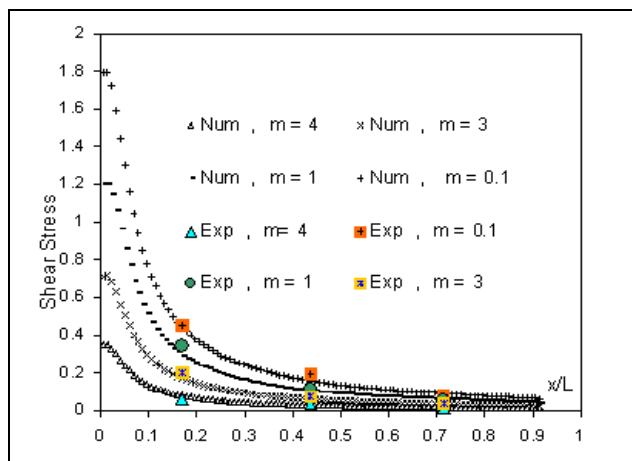 2
1.8
1.6
1.4
1.2
1
0.8
0.6
0.4
0.2
0
Shear Stress
Num , m = 4
Num , m = 3
Num , m = 1
Num , m = 0.1
Exp , m= 4
Exp , m = 0.1
Exp , m = 1
Exp , m = 3
x/L
0 0.1 0.2 0.3 0.4 0.5 0.6 0.7 0.8 0.9 1